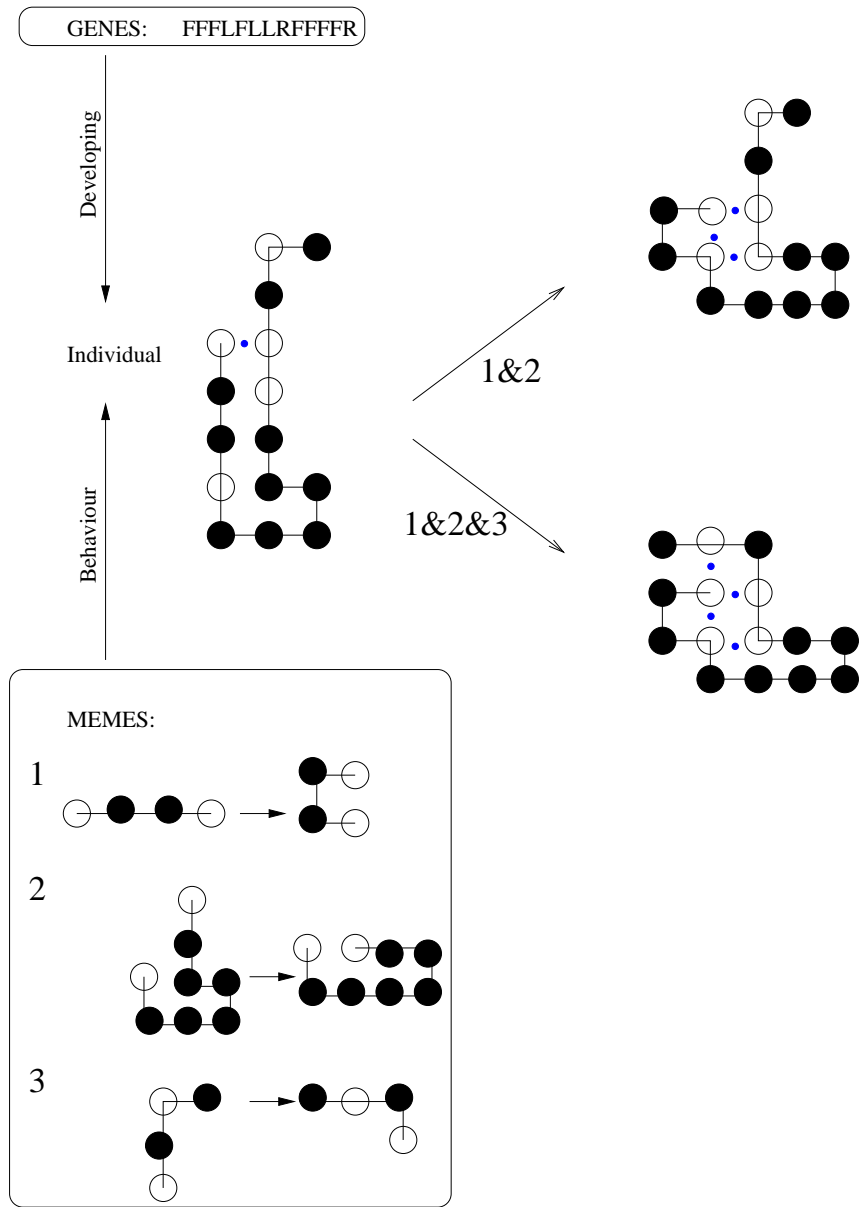 GENES: FFFLFLLRFFFFR
Developing
Individual
Behaviour
1&2
1&2&3
MEMES:
1
2
3